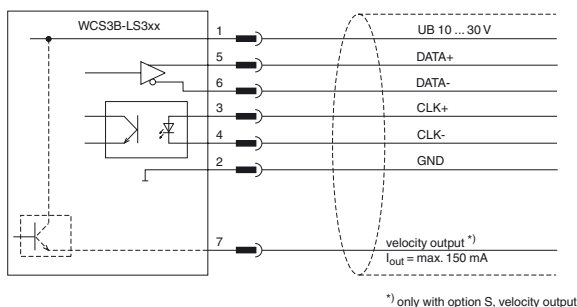 WCS3B-LS3xx
1 UB 10 ... 30 V
5 DATA+
6 DATA-
3 CLK+
4 CLK-
2 GND
7 velocity output *)
Iout = max. 150 mA
*) only with option S, velocity output